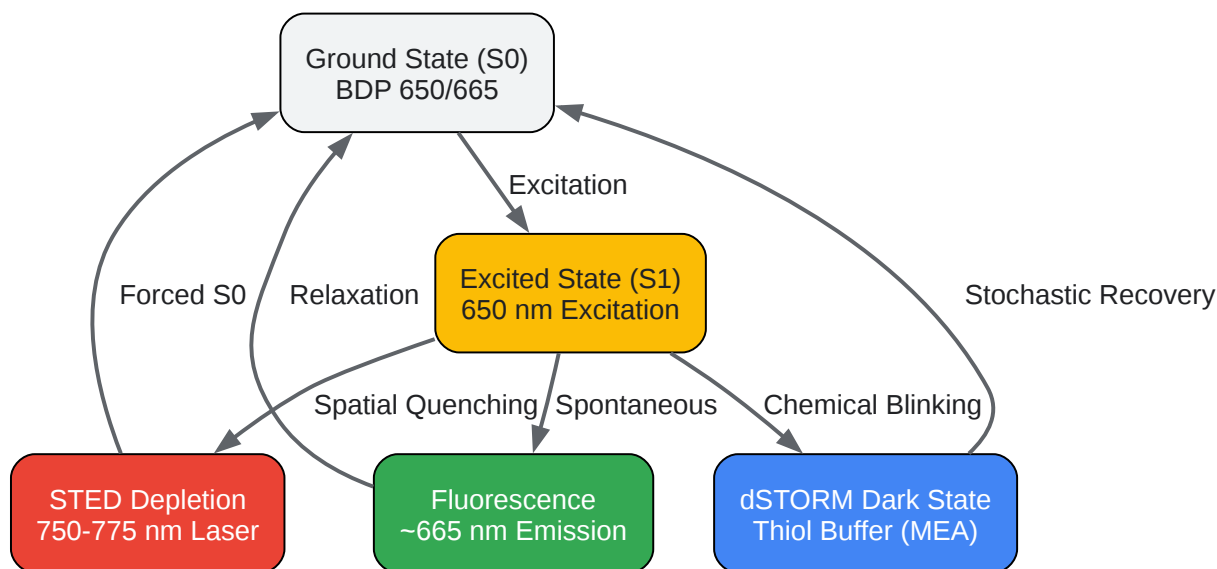 Ground State (S0)
BDP 650/665
Excitation
Excited State (S1)
650 nm Excitation
Forced S0
Relaxation
Stochastic Recovery
Spatial Quenching
Spontaneous
Chemical Blinking
STED Depletion
750-775 nm Laser
Fluorescence
~665 nm Emission
dSTORM Dark State
Thiol Buffer (MEA)